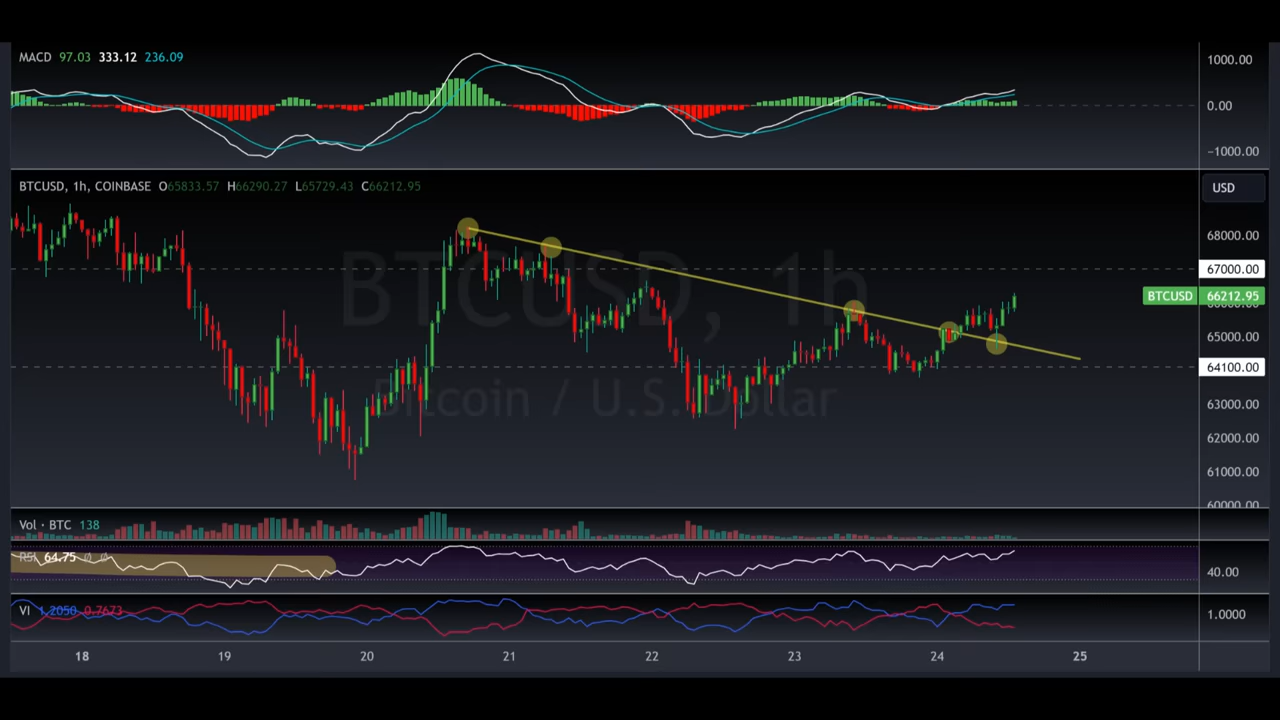 MACD 97.03 333.12 236.09
1000.00
0.00
−1000.00
BTCUSD, 1h, COINBASE O65833.57 H66290.27 L65729.43 C66212.95
USD
68000.00
67000.00
BTCUSD 66212.95
65000.00
64100.00
63000.00
62000.00
61000.00
60000.00
BTCUSD, 1h
Bitcoin / U.S. Dollar
Vol · BTC 138
RSI 64.75 Ø Ø
40.00
VI 1.2050 0.7673
1.0000
18 19 20 21 22 23 24 25